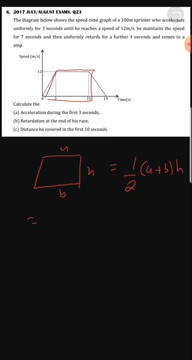 6. 2017 JULY/AUGUST EXAMS, Q23
The diagram below shows the speed-time graph of a 100m sprinter who accelerates
uniformly for 3 seconds until he reaches a speed of 12m/s he maintains the speed
for 7 seconds and then uniformly retards for a further 4 seconds and comes to a
stop.
Speed (m/s)
12
14
Time(s)
Calculate the
(a) Acceleration during the first 3 seconds,
(b) Retardation at the end of his race,
(c) Distance he covered in the first 10 seconds.
a
h = 1/2 (a+b)h
b
=